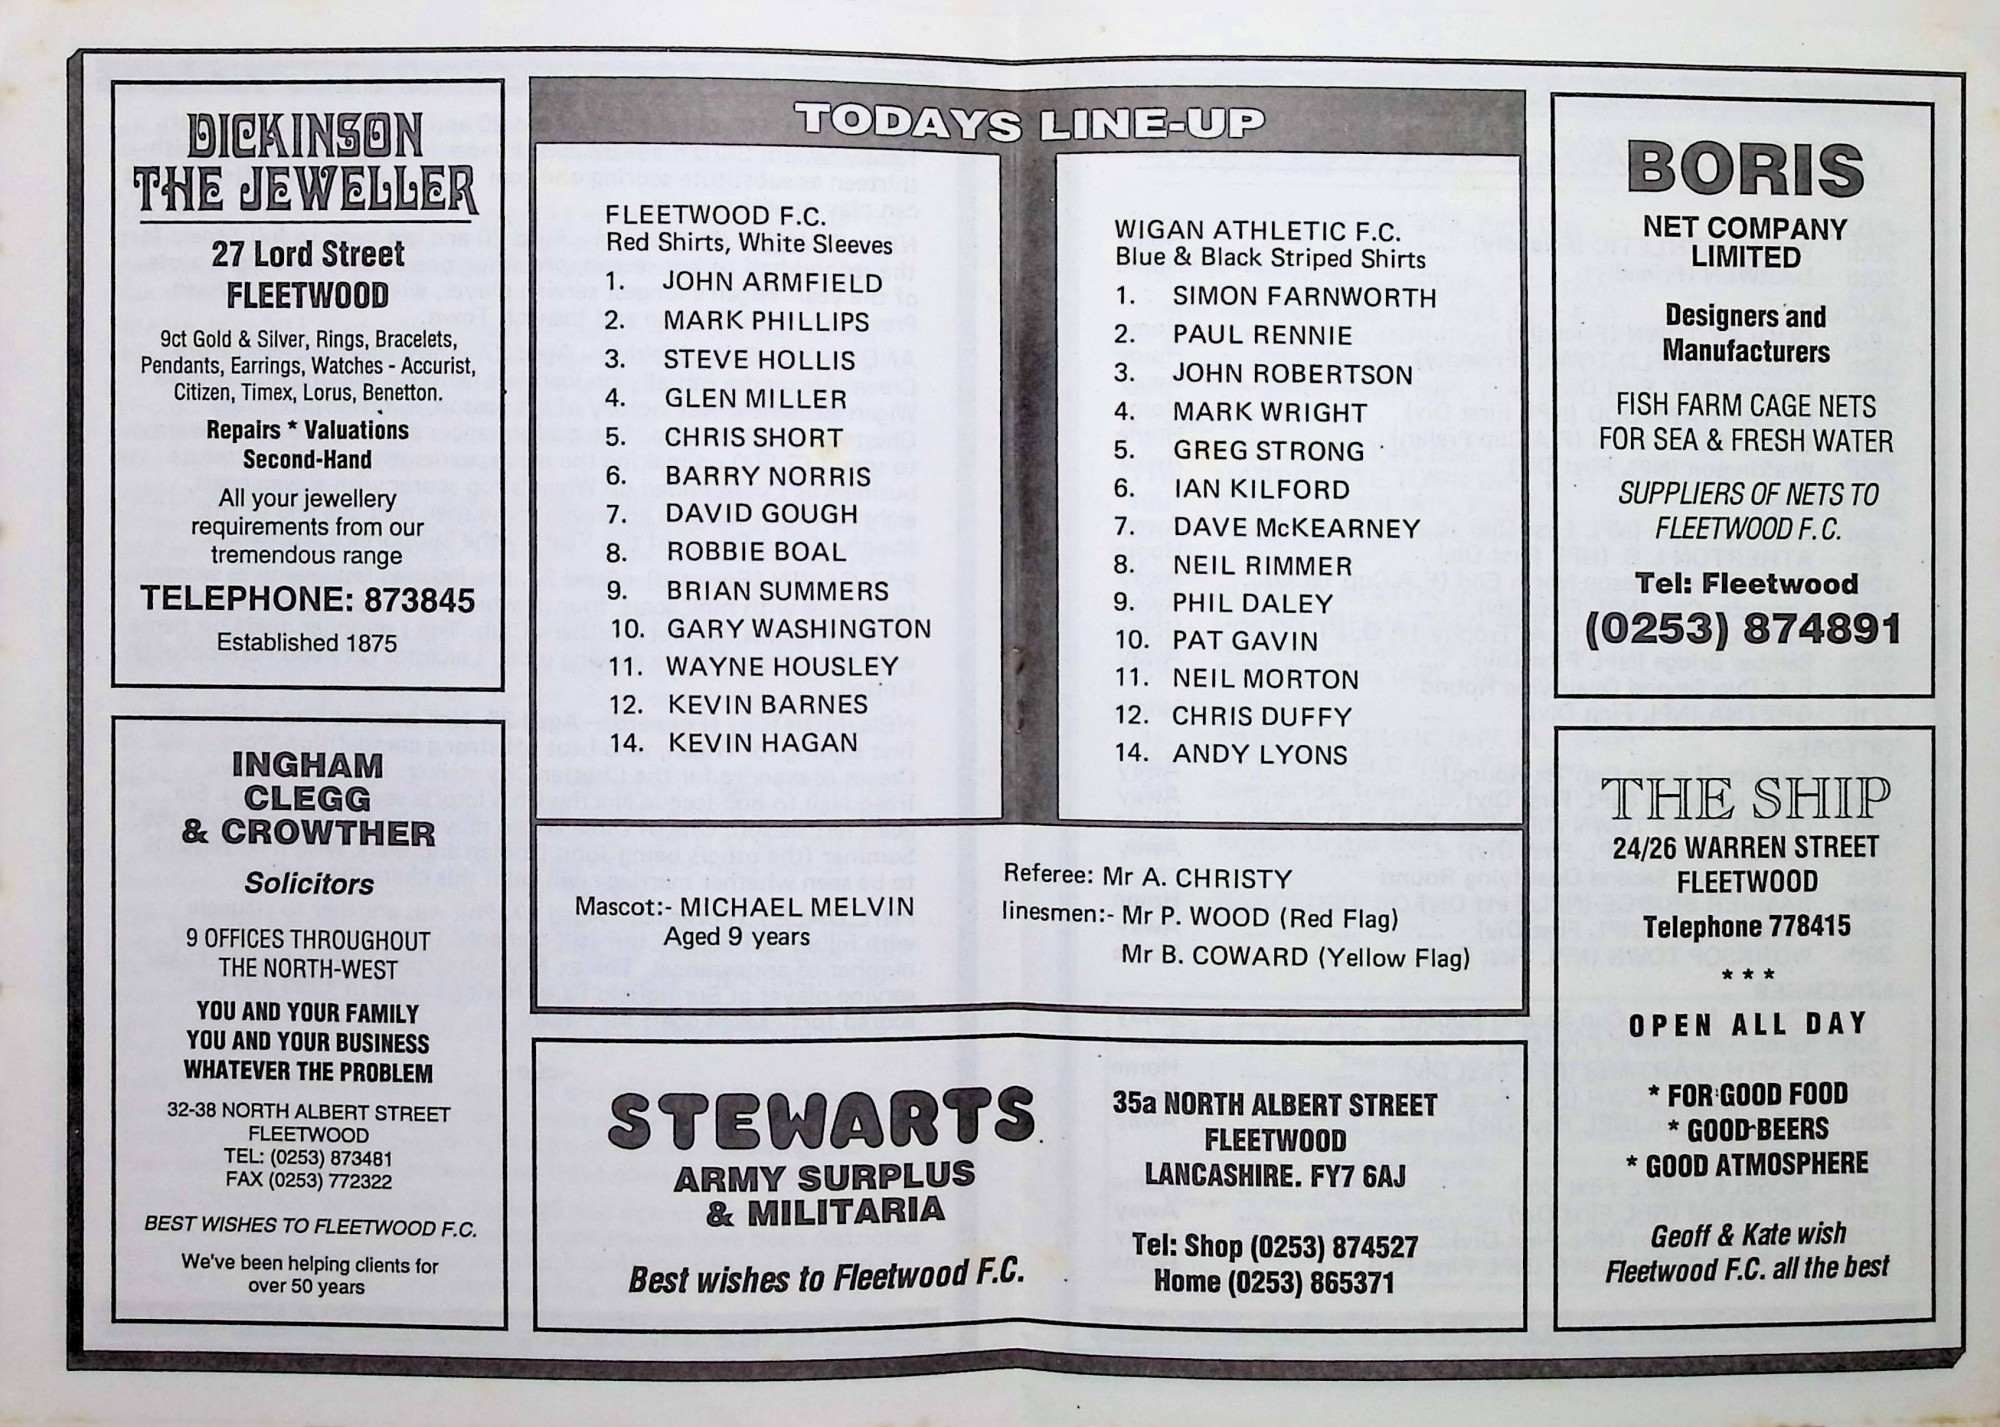 DICKINSON
THE JEWELLER
27 Lord Street
FLEETWOOD
9ct Gold & Silver, Rings, Bracelets,
Pendants, Earrings, Watches - Accurist,
Citizen, Timex, Lorus, Benetton.
Repairs * Valuations
Second-Hand
All your jewellery
requirements from our
tremendous range
TELEPHONE: 873845
Established 1875
INGHAM
CLEGG
& CROWTHER
Solicitors
9 OFFICES THROUGHOUT
THE NORTH-WEST
YOU AND YOUR FAMILY
YOU AND YOUR BUSINESS
WHATEVER THE PROBLEM
32-38 NORTH ALBERT STREET
FLEETWOOD
TEL: (0253) 873481
FAX (0253) 772322
BEST WISHES TO FLEETWOOD F.C.
We've been helping clients for
over 50 years
TODAYS LINE-UP
FLEETWOOD F.C.
Red Shirts, White Sleeves
1. JOHN ARMFIELD
2. MARK PHILLIPS
3. STEVE HOLLIS
4. GLEN MILLER
5. CHRIS SHORT
6. BARRY NORRIS
7. DAVID GOUGH
8. ROBBIE BOAL
9. BRIAN SUMMERS
10. GARY WASHINGTON
11. WAYNE HOUSLEY
12. KEVIN BARNES
14. KEVIN HAGAN
WIGAN ATHLETIC F.C.
Blue & Black Striped Shirts
1. SIMON FARNWORTH
2. PAUL RENNIE
3. JOHN ROBERTSON
4. MARK WRIGHT
5. GREG STRONG
6. IAN KILFORD
7. DAVE McKEARNEY
8. NEIL RIMMER
9. PHIL DALEY
10. PAT GAVIN
11. NEIL MORTON
12. CHRIS DUFFY
14. ANDY LYONS
Mascot:- MICHAEL MELVIN
Aged 9 years
Referee: Mr A. CHRISTY
linesmen:- Mr P. WOOD (Red Flag)
Mr B. COWARD (Yellow Flag)
STEWARTS
ARMY SURPLUS
& MILITARIA
Best wishes to Fleetwood F.C.
35a NORTH ALBERT STREET
FLEETWOOD
LANCASHIRE. FY7 6AJ
Tel: Shop (0253) 874527
Home (0253) 865371
BORIS
NET COMPANY
LIMITED
Designers and
Manufacturers
FISH FARM CAGE NETS
FOR SEA & FRESH WATER
SUPPLIERS OF NETS TO
FLEETWOOD F.C.
Tel: Fleetwood
(0253) 874891
THE SHIP
24/26 WARREN STREET
FLEETWOOD
Telephone 778415
* * *
OPEN ALL DAY
* FOR GOOD FOOD
* GOOD BEERS
* GOOD ATMOSPHERE
Geoff & Kate wish
Fleetwood F.C. all the best